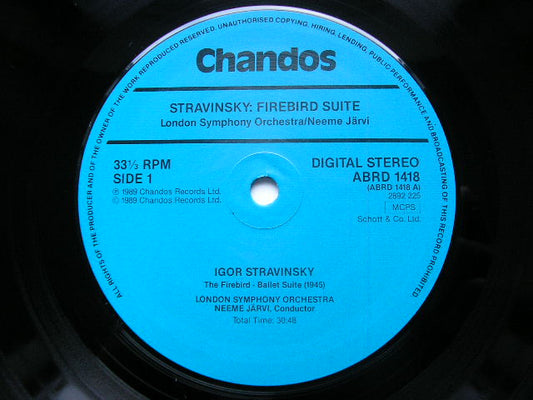 ALL RIGHTS OF THE PRODUCER AND OF THE OWNER OF THE WORK REPRODUCED RESERVED. UNAUTHORISED COPYING, HIRING, LENDING, PUBLIC PERFORMANCE AND BROADCASTING OF THIS RECORD PROHIBITED
Chandos
STRAVINSKY: FIREBIRD SUITE
London Symphony Orchestra/Neeme Järvi
33⅓ RPM
SIDE 1
℗ 1989 Chandos Records Ltd.
© 1989 Chandos Records Ltd.
DIGITAL STEREO
ABRD 1418
(ABRD 1418 A)
2892 225
MCPS
Schott & Co. Ltd.
IGOR STRAVINSKY
The Firebird - Ballet Suite (1945)
LONDON SYMPHONY ORCHESTRA
NEEME JÄRVI, Conductor
Total Time: 30:48